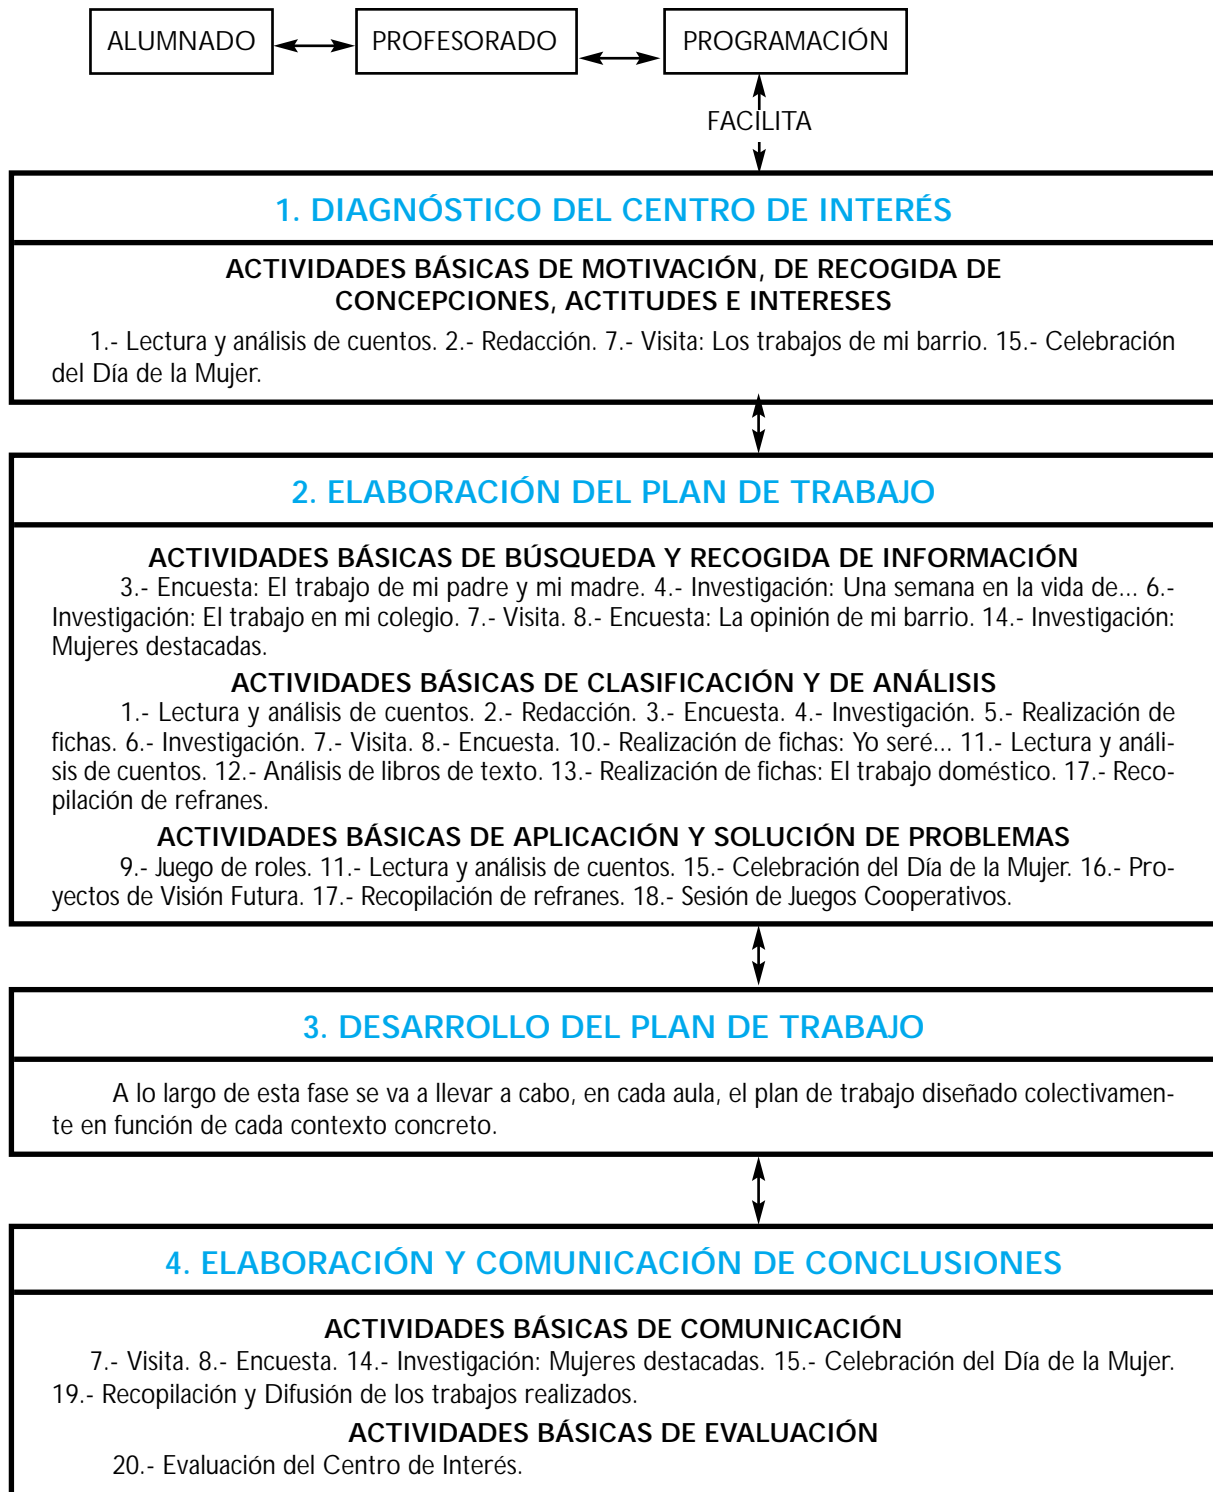 ALUMNADO PROFESORADO PROGRAMACIÓN
FACILITA
1. DIAGNÓSTICO DEL CENTRO DE INTERÉS
ACTIVIDADES BÁSICAS DE MOTIVACIÓN, DE RECOGIDA DE
CONCEPCIONES, ACTITUDES E INTERESES
1.- Lectura y análisis de cuentos. 2.- Redacción. 7.- Visita: Los trabajos de mi barrio. 15.- Celebración
del Día de la Mujer.
2. ELABORACIÓN DEL PLAN DE TRABAJO
ACTIVIDADES BÁSICAS DE BÚSQUEDA Y RECOGIDA DE INFORMACIÓN
3.- Encuesta: El trabajo de mi padre y mi madre. 4.- Investigación: Una semana en la vida de... 6.-
Investigación: El trabajo en mi colegio. 7.- Visita. 8.- Encuesta: La opinión de mi barrio. 14.- Investigación:
Mujeres destacadas.
ACTIVIDADES BÁSICAS DE CLASIFICACIÓN Y DE ANÁLISIS
1.- Lectura y análisis de cuentos. 2.- Redacción. 3.- Encuesta. 4.- Investigación. 5.- Realización de
fichas. 6.- Investigación. 7.- Visita. 8.- Encuesta. 10.- Realización de fichas: Yo seré... 11.- Lectura y análi-
sis de cuentos. 12.- Análisis de libros de texto. 13.- Realización de fichas: El trabajo doméstico. 17.- Reco-
pilación de refranes.
ACTIVIDADES BÁSICAS DE APLICACIÓN Y SOLUCIÓN DE PROBLEMAS
9.- Juego de roles. 11.- Lectura y análisis de cuentos. 15.- Celebración del Día de la Mujer. 16.- Pro-
yectos de Visión Futura. 17.- Recopilación de refranes. 18.- Sesión de Juegos Cooperativos.
3. DESARROLLO DEL PLAN DE TRABAJO
A lo largo de esta fase se va a llevar a cabo, en cada aula, el plan de trabajo diseñado colectivamen-
te en función de cada contexto concreto.
4. ELABORACIÓN Y COMUNICACIÓN DE CONCLUSIONES
ACTIVIDADES BÁSICAS DE COMUNICACIÓN
7.- Visita. 8.- Encuesta. 14.- Investigación: Mujeres destacadas. 15.- Celebración del Día de la Mujer.
19.- Recopilación y Difusión de los trabajos realizados.
ACTIVIDADES BÁSICAS DE EVALUACIÓN
20.- Evaluación del Centro de Interés.